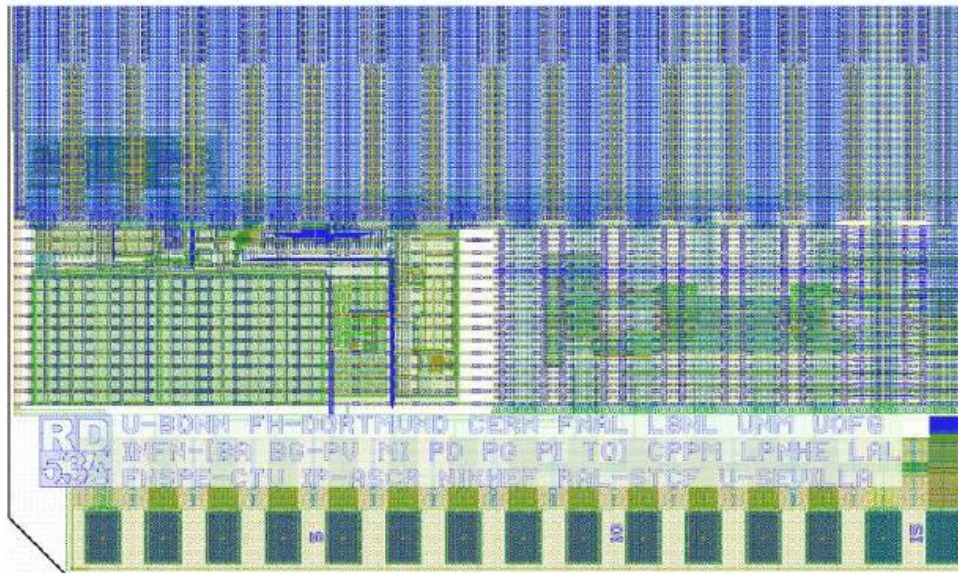 RD
53A
U-BONN FH-DORTMUND CERN FNAL LBNL UNM UOFG
INFN-[BA BG-PV MI PD PG PI TO] CPPM LPNHE LAL
FNSPE-CTU IP-ASCR NIKHEF RAL-STCF U-SEVILLA
5 10 15